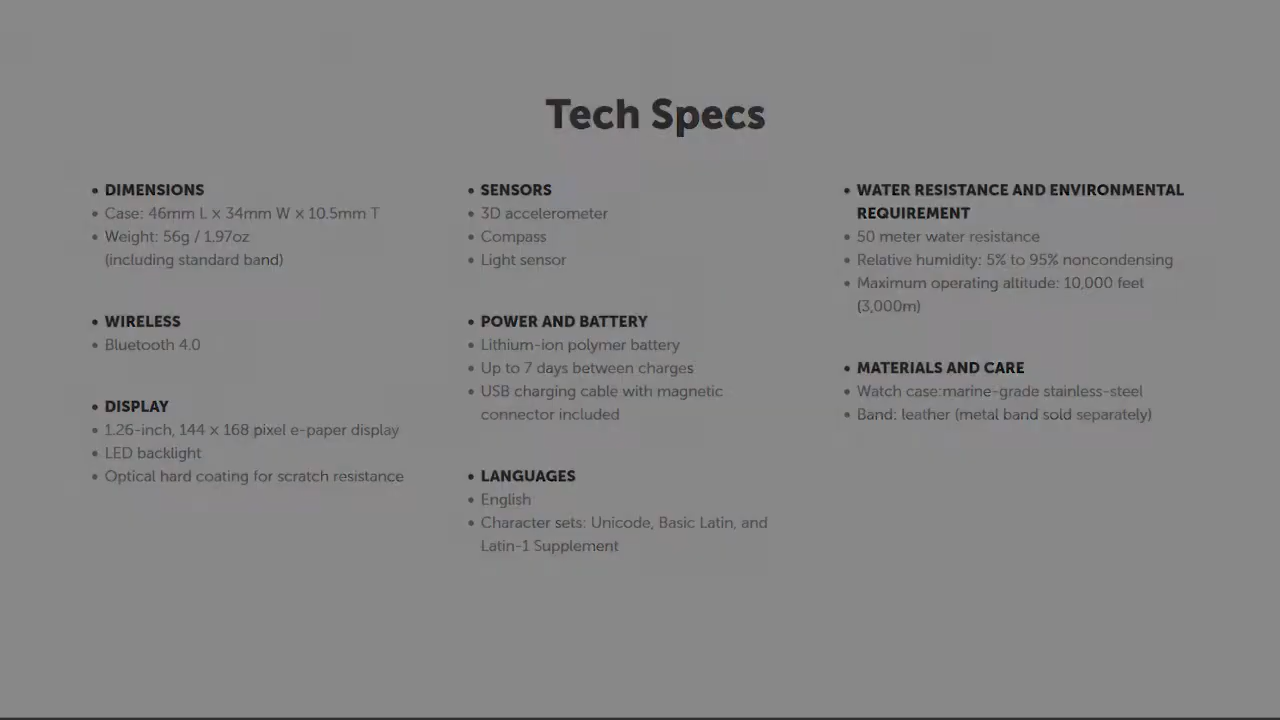 Tech Specs
• DIMENSIONS
• Case: 46mm L × 34mm W × 10.5mm T
• Weight: 56g / 1.97oz
(including standard band)
• WIRELESS
• Bluetooth 4.0
• DISPLAY
• 1.26-inch, 144 × 168 pixel e-paper display
• LED backlight
• Optical hard coating for scratch resistance
• SENSORS
• 3D accelerometer
• Compass
• Light sensor
• POWER AND BATTERY
• Lithium-ion polymer battery
• Up to 7 days between charges
• USB charging cable with magnetic
connector included
• LANGUAGES
• English
• Character sets: Unicode, Basic Latin, and
Latin-1 Supplement
• WATER RESISTANCE AND ENVIRONMENTAL
REQUIREMENT
• 50 meter water resistance
• Relative humidity: 5% to 95% noncondensing
• Maximum operating altitude: 10,000 feet
(3,000m)
• MATERIALS AND CARE
• Watch case:marine-grade stainless-steel
• Band: leather (metal band sold separately)